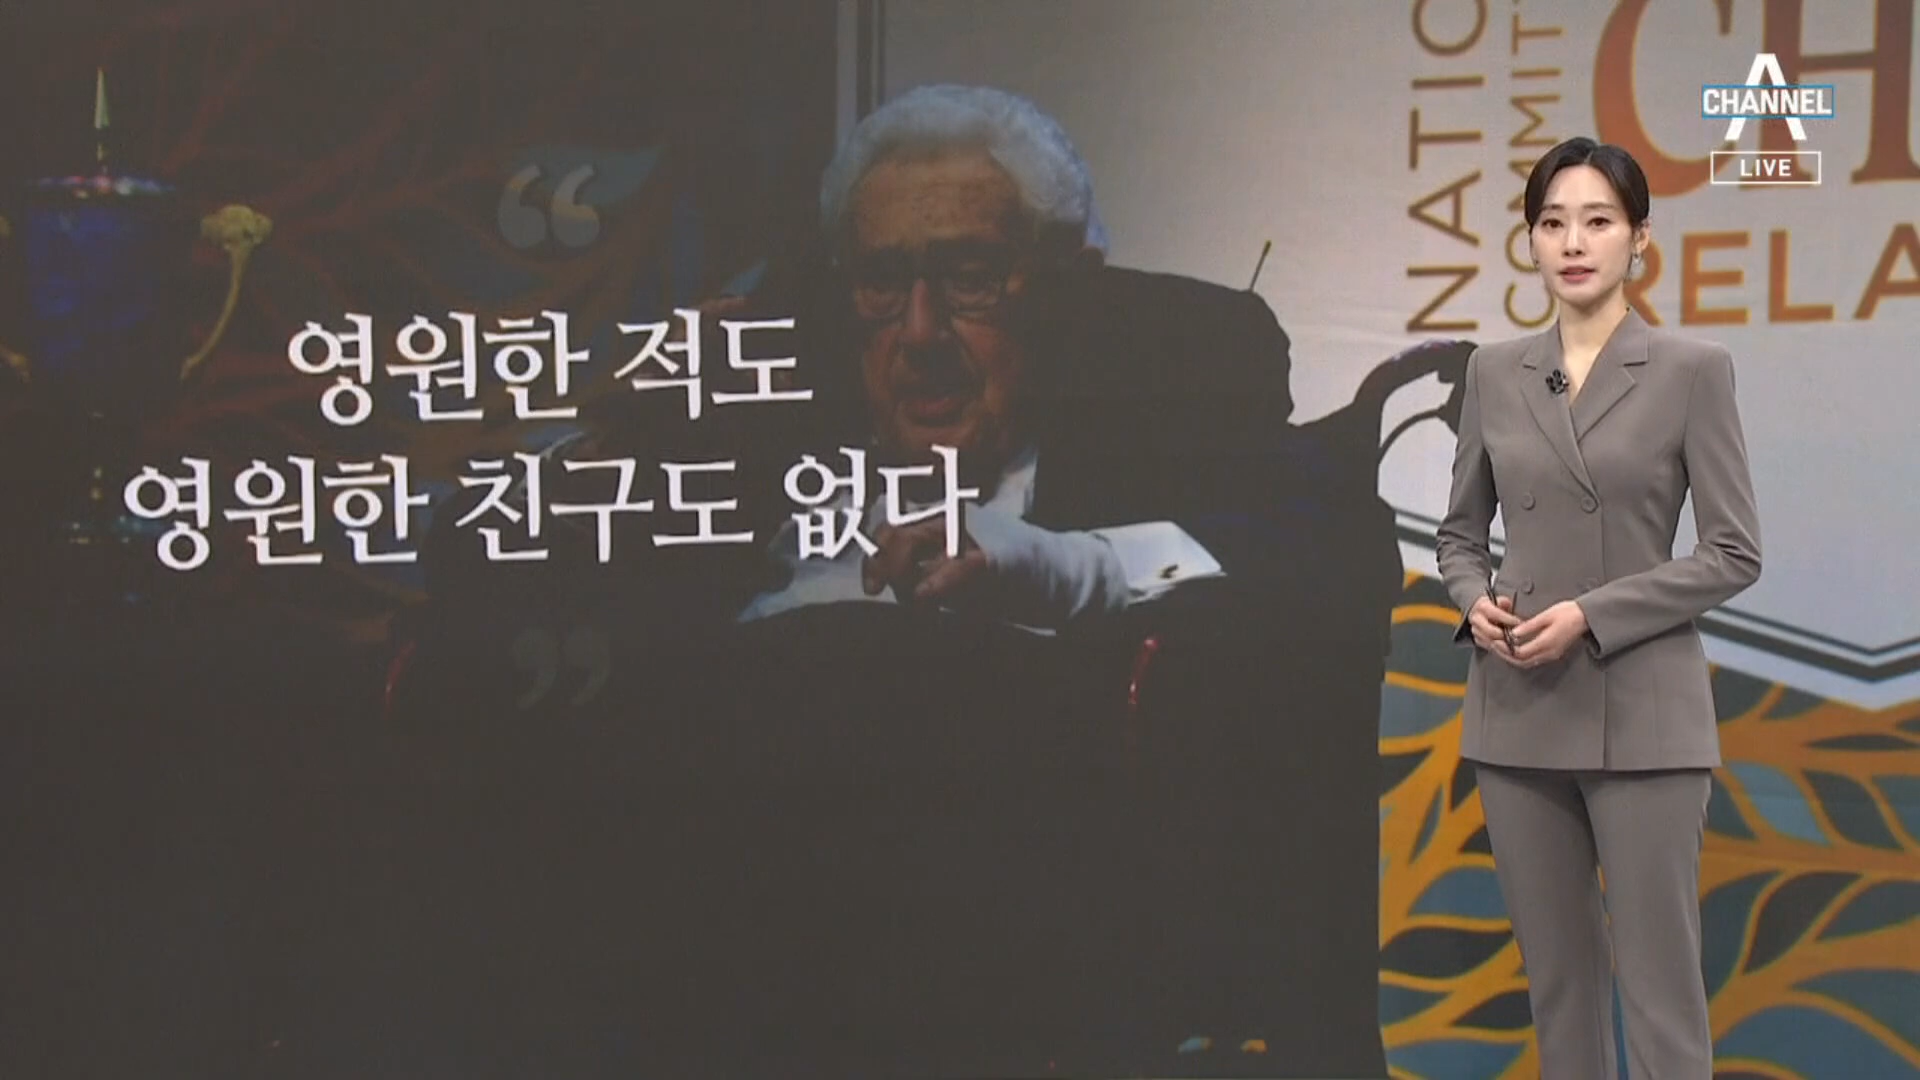 “
영원한 적도
영원한 친구도 없다
”
NATIO
COMMIT
CH
RELA
CHANNEL A
LIVE